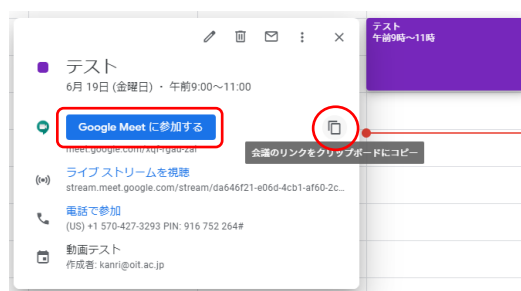 テスト
午前9時～11時
テスト
6月 19日 (金曜日) ・ 午前9:00～11:00
Google Meet に参加する
会議のリンクをクリップボードにコピー
ライブ ストリームを視聴
stream.meet.google.com/stream/da646f21-e06d-4cb1-af60-2c...
電話で参加
(US) +1 570-427-3293 PIN: 916 752 264#
動画テスト
作成者: kanri@oit.ac.jp